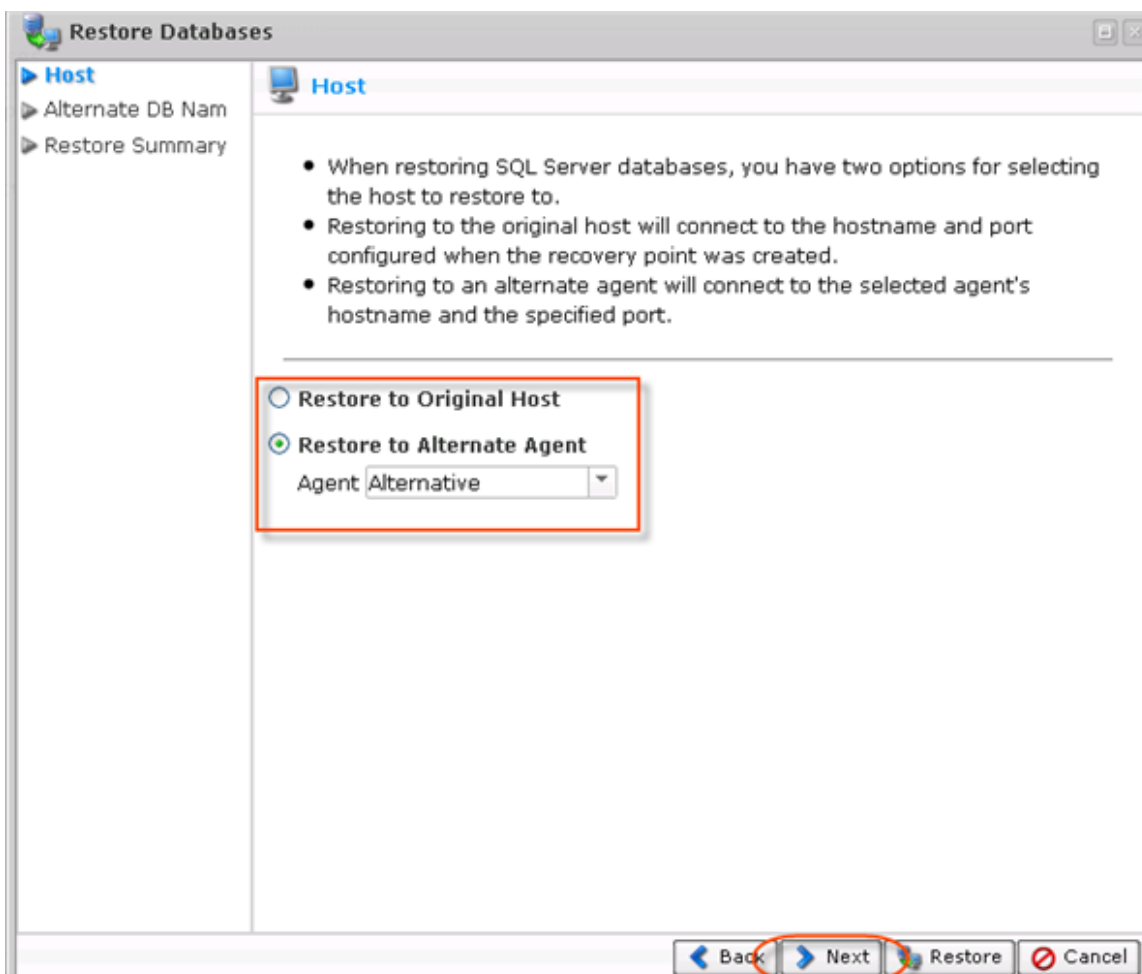 Restore Databases
Host
Alternate DB Nam
Restore Summary
Host
• When restoring SQL Server databases, you have two options for selecting
the host to restore to.
• Restoring to the original host will connect to the hostname and port
configured when the recovery point was created.
• Restoring to an alternate agent will connect to the selected agent's
hostname and the specified port.
Restore to Original Host
Restore to Alternate Agent
Agent Alternative
Back Next Restore Cancel